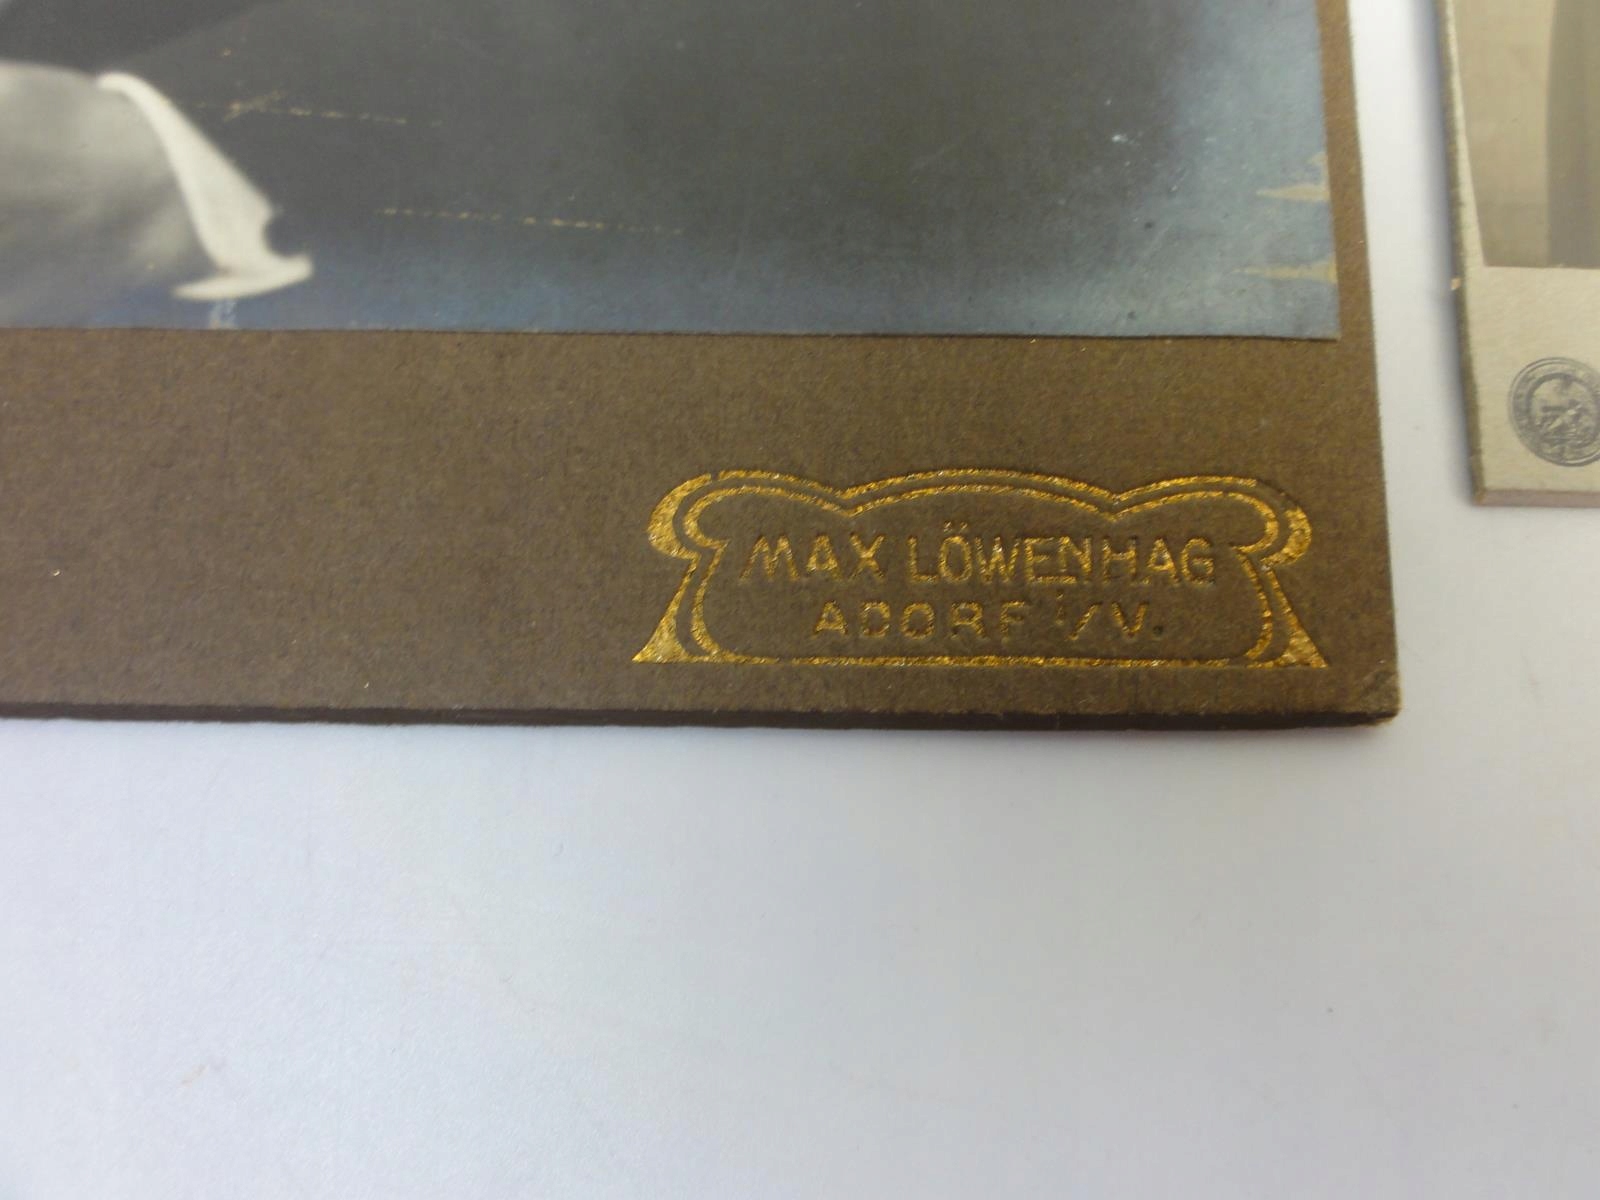 MAX LÖWENHAG
ADORF i/V.